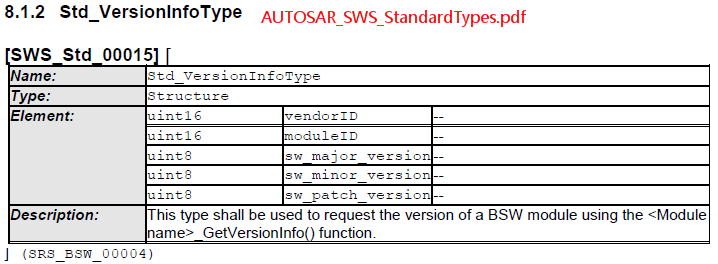 8.1.2 Std_VersionInfoType AUTOSAR_SWS_StandardTypes.pdf
[SWS_Std_00015] ⌈
Name: Std_VersionInfoType
Type: Structure
Element: uint16 vendorID --
uint16 moduleID --
uint8 sw_major_version --
uint8 sw_minor_version --
uint8 sw_patch_version --
Description: This type shall be used to request the version of a BSW module using the <Module
name>_GetVersionInfo() function.
⌋ (SRS_BSW_00004)